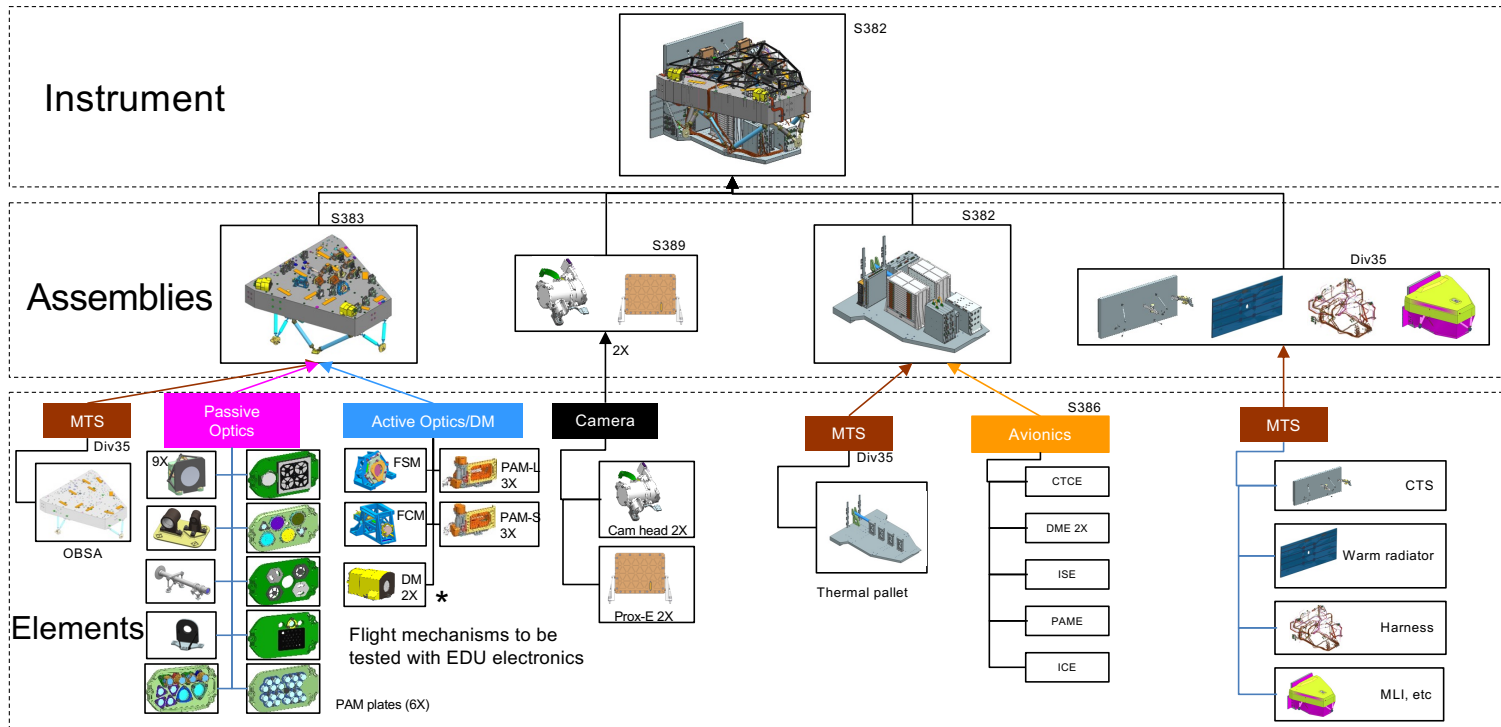 S382
Instrument
S383
S389
S382
Div35
Assemblies
2X
MTS
Passive
Optics
Active Optics/DM
Camera
MTS
S386
Avionics
MTS
Div35
Div35
9X
FSM
PAM-L
3X
FCM
PAM-S
3X
OBSA
DM
2X
*
Cam head 2X
Prox-E 2X
Thermal pallet
CTCE
DME 2X
ISE
PAME
ICE
CTS
Warm radiator
Harness
MLI, etc
Elements
Flight mechanisms to be
tested with EDU electronics
PAM plates (6X)